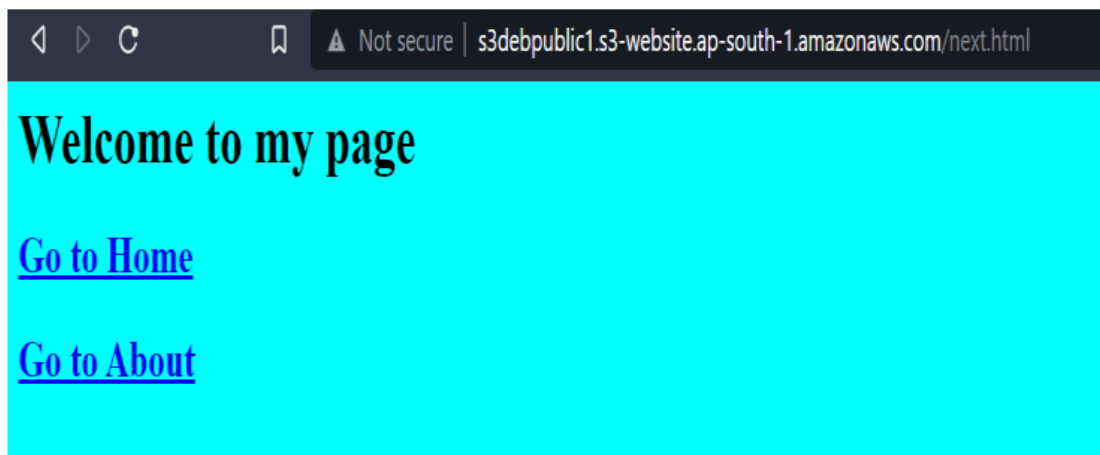 Not secure | s3debpublic1.s3-website.ap-south-1.amazonaws.com/next.html
Welcome to my page
Go to Home
Go to About